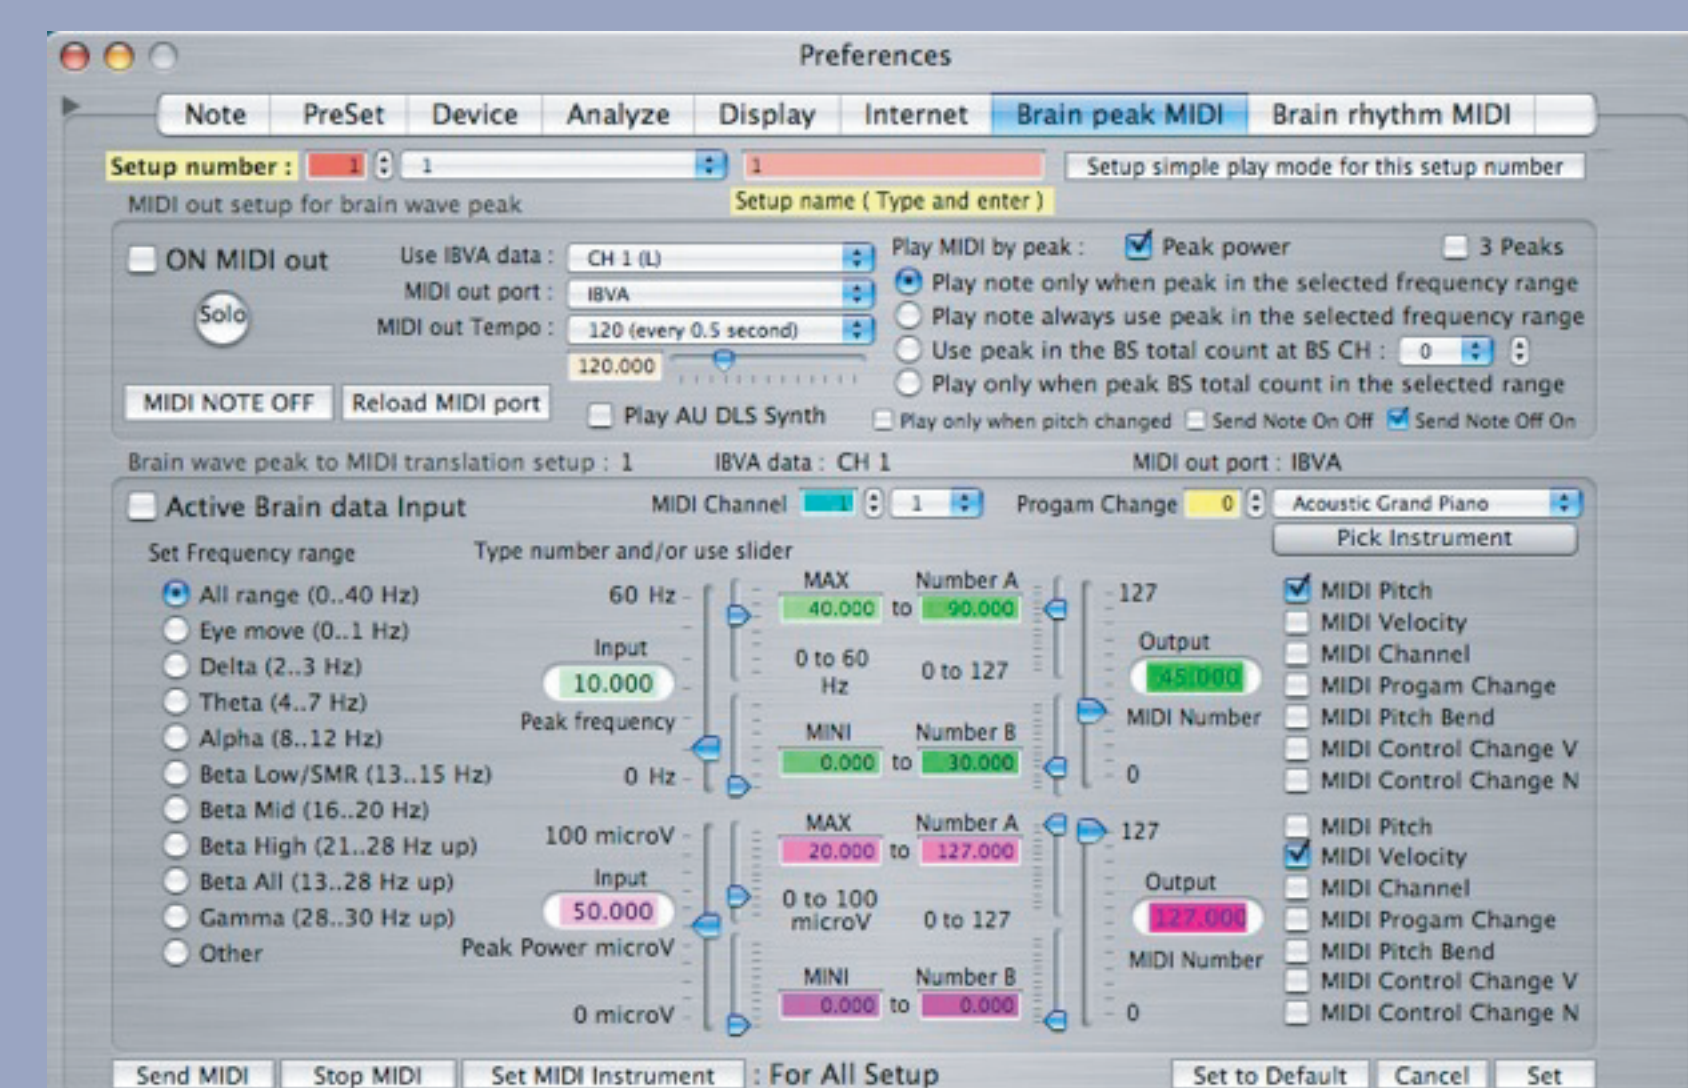 Preferences
Note PreSet Device Analyze Display Internet Brain peak MIDI Brain rhythm MIDI
Setup number : 1 1 1 Setup simple play mode for this setup number
MIDI out setup for brain wave peak Setup name ( Type and enter )
ON MIDI out Use IBVA data : CH 1 (L) Play MIDI by peak : Peak power 3 Peaks
Solo MIDI out port : IBVA Play note only when peak in the selected frequency range
MIDI out Tempo : 120 (every 0.5 second) Play note always use peak in the selected frequency range
120.000 Use peak in the BS total count at BS CH : 0
Play only when peak BS total count in the selected range
MIDI NOTE OFF Reload MIDI port Play AU DLS Synth Play only when pitch changed Send Note On Off Send Note Off On
Brain wave peak to MIDI translation setup : 1 IBVA data : CH 1 MIDI out port : IBVA
Active Brain data Input MIDI Channel 1 1 Progam Change 0 Acoustic Grand Piano
Pick Instrument
Set Frequency range Type number and/or use slider
All range (0..40 Hz)
Eye move (0..1 Hz)
Delta (2..3 Hz)
Theta (4..7 Hz)
Alpha (8..12 Hz)
Beta Low/SMR (13..15 Hz)
Beta Mid (16..20 Hz)
Beta High (21..28 Hz up)
Beta All (13..28 Hz up)
Gamma (28..30 Hz up)
Other
60 Hz
Input
10.000
Peak frequency
0 Hz
MAX Number A
40.000 to 90.000
0 to 60 Hz 0 to 127
MINI Number B
0.000 to 30.000
127
Output
45.000
MIDI Number
0
MIDI Pitch
MIDI Velocity
MIDI Channel
MIDI Progam Change
MIDI Pitch Bend
MIDI Control Change V
MIDI Control Change N
100 microV
Input
50.000
Peak Power microV
0 microV
MAX Number A
20.000 to 127.000
0 to 100 microV 0 to 127
MINI Number B
0.000 to 0.000
127
Output
127.000
MIDI Number
0
MIDI Pitch
MIDI Velocity
MIDI Channel
MIDI Progam Change
MIDI Pitch Bend
MIDI Control Change V
MIDI Control Change N
Send MIDI Stop MIDI Set MIDI Instrument : For All Setup Set to Default Cancel Set